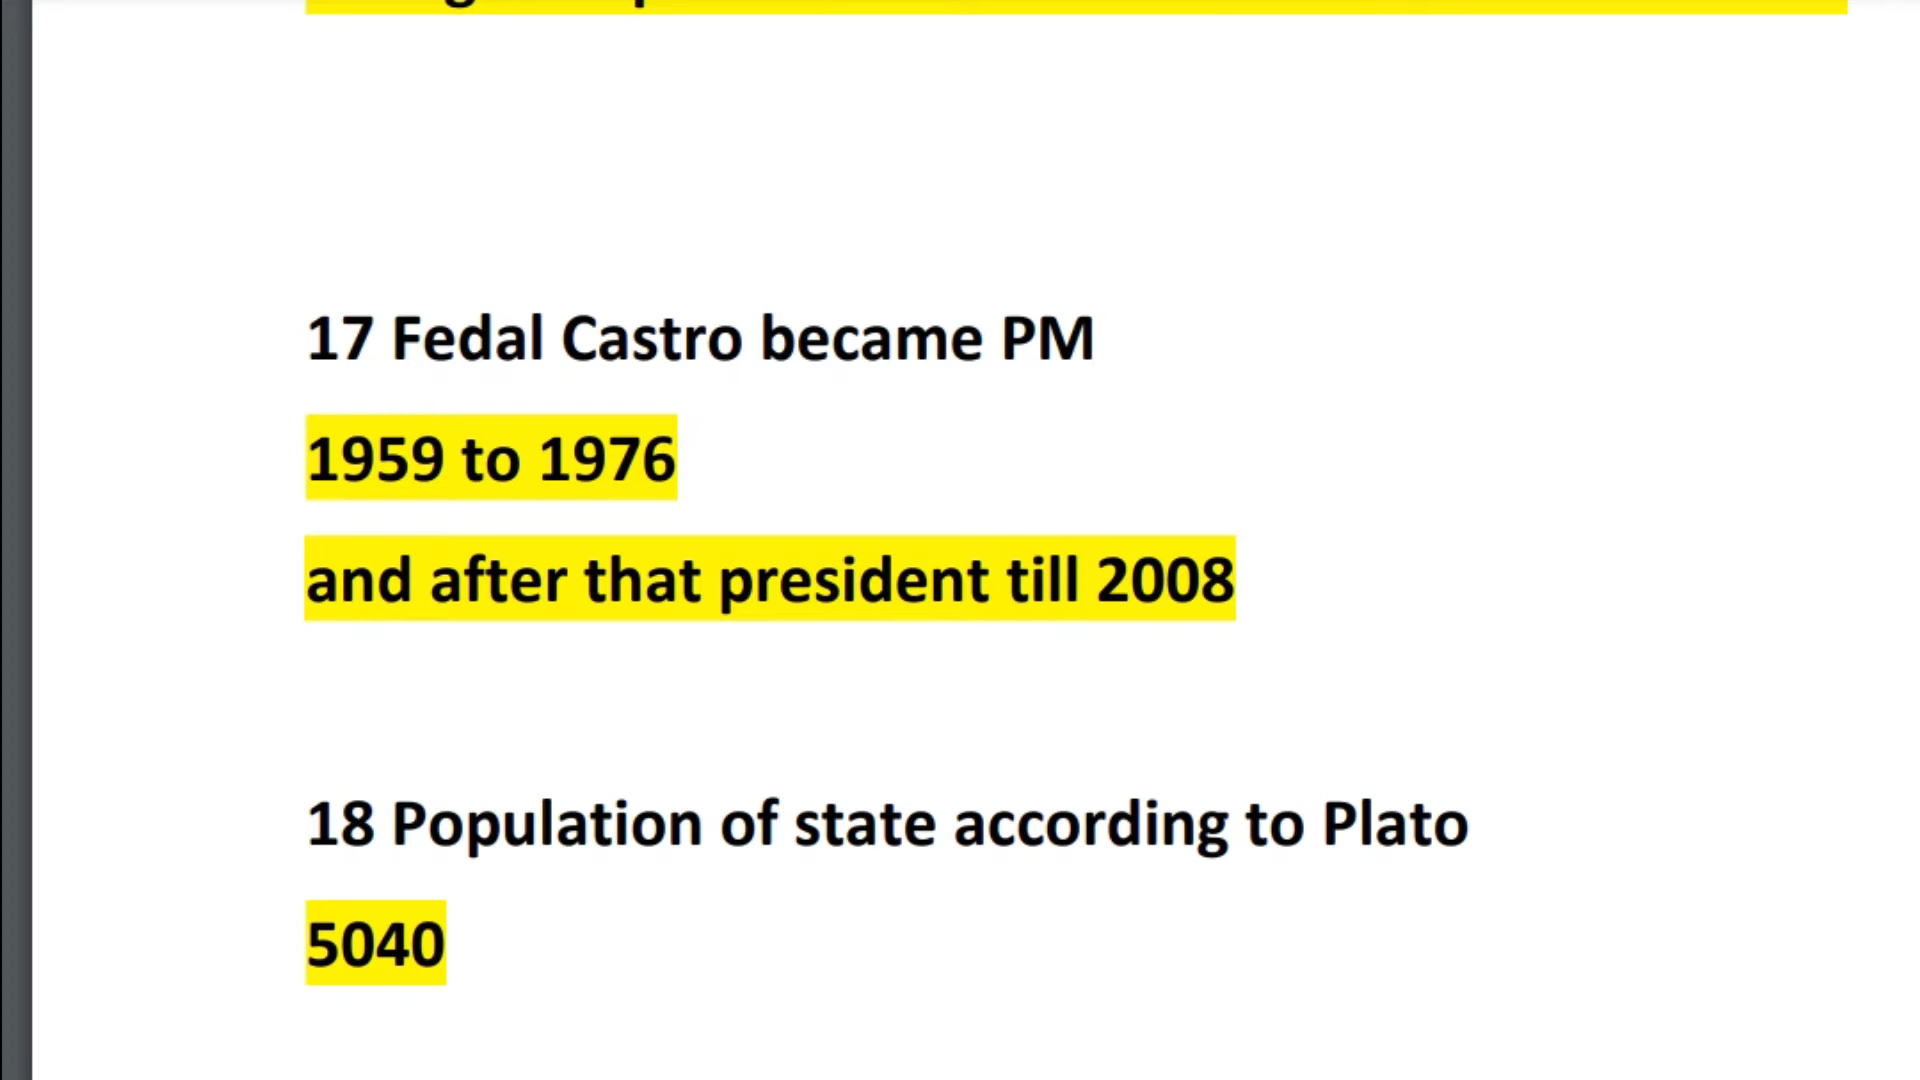 17 Fedal Castro became PM
1959 to 1976
and after that president till 2008
18 Population of state according to Plato
5040